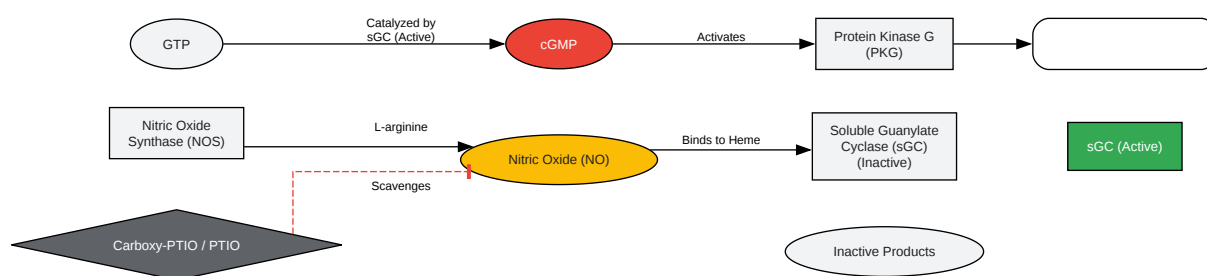 GTP
Catalyzed by
sGC (Active)
cGMP
Activates
Protein Kinase G
(PKG)
Nitric Oxide
Synthase (NOS)
L-arginine
Nitric Oxide (NO)
Binds to Heme
Soluble Guanylate
Cyclase (sGC)
(Inactive)
sGC (Active)
Scavenges
Carboxy-PTIO / PTIO
Inactive Products